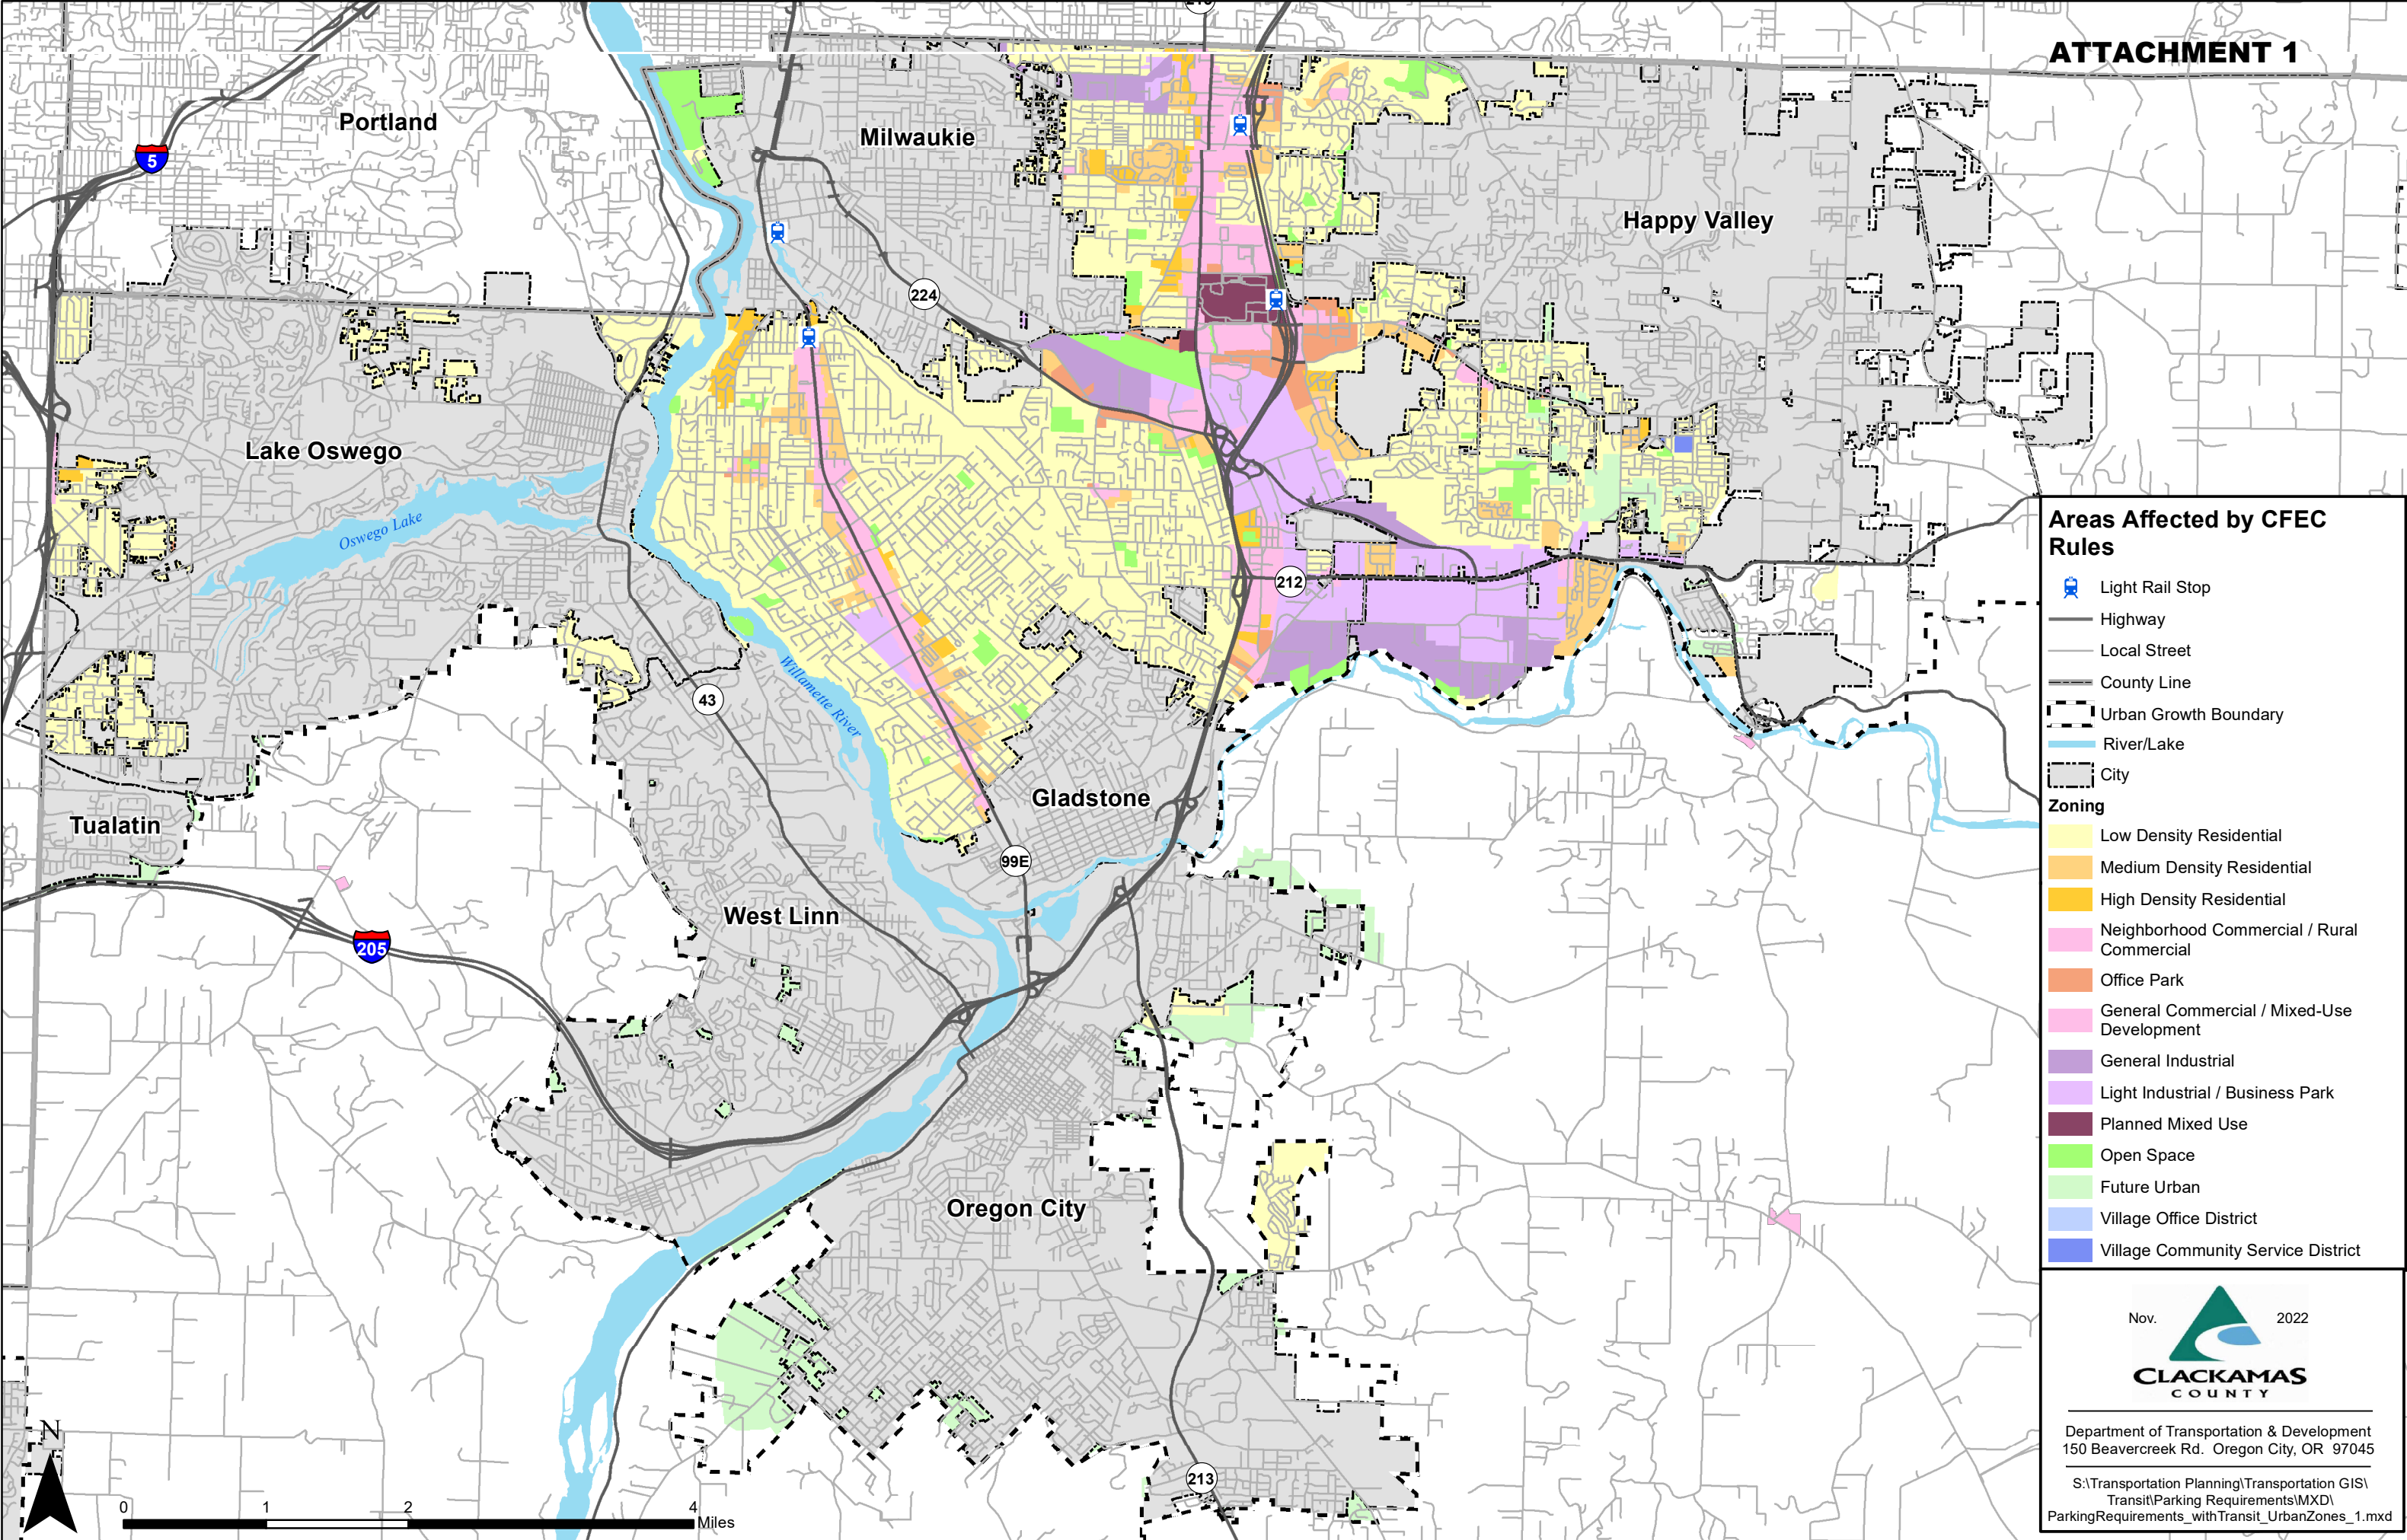 ATTACHMENT 1
Portland
5
Milwaukie
Happy Valley
224
Lake Oswego
Oswego Lake
212
Willamette River
43
Tualatin
Gladstone
99E
West Linn
205
Oregon City
213
N
0 1 2 4
Miles
Areas Affected by CFEC
Rules
Light Rail Stop
Highway
Local Street
County Line
Urban Growth Boundary
River/Lake
City
Zoning
Low Density Residential
Medium Density Residential
High Density Residential
Neighborhood Commercial / Rural
Commercial
Office Park
General Commercial / Mixed-Use
Development
General Industrial
Light Industrial / Business Park
Planned Mixed Use
Open Space
Future Urban
Village Office District
Village Community Service District
Nov. 2022
CLACKAMAS
COUNTY
Department of Transportation & Development
150 Beavercreek Rd. Oregon City, OR 97045
S:\Transportation Planning\Transportation GIS\
Transit\Parking Requirements\MXD\
ParkingRequirements_withTransit_UrbanZones_1.mxd